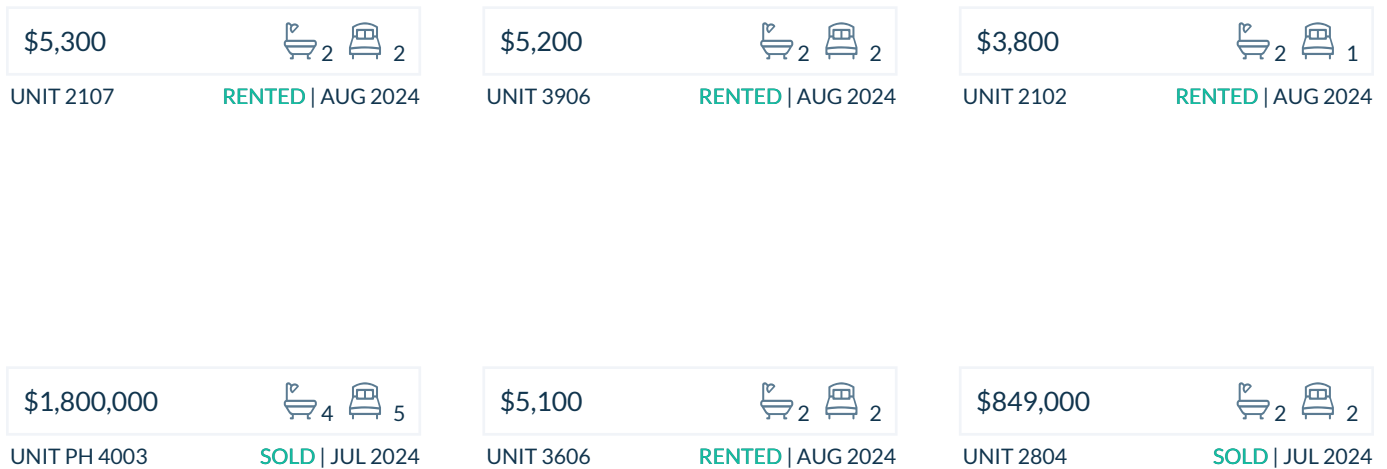 $5,300 2 2
UNIT 2107 RENTED | AUG 2024
$5,200 2 2
UNIT 3906 RENTED | AUG 2024
$3,800 2 1
UNIT 2102 RENTED | AUG 2024
$1,800,000 4 5
UNIT PH 4003 SOLD | JUL 2024
$5,100 2 2
UNIT 3606 RENTED | AUG 2024
$849,000 2 2
UNIT 2804 SOLD | JUL 2024